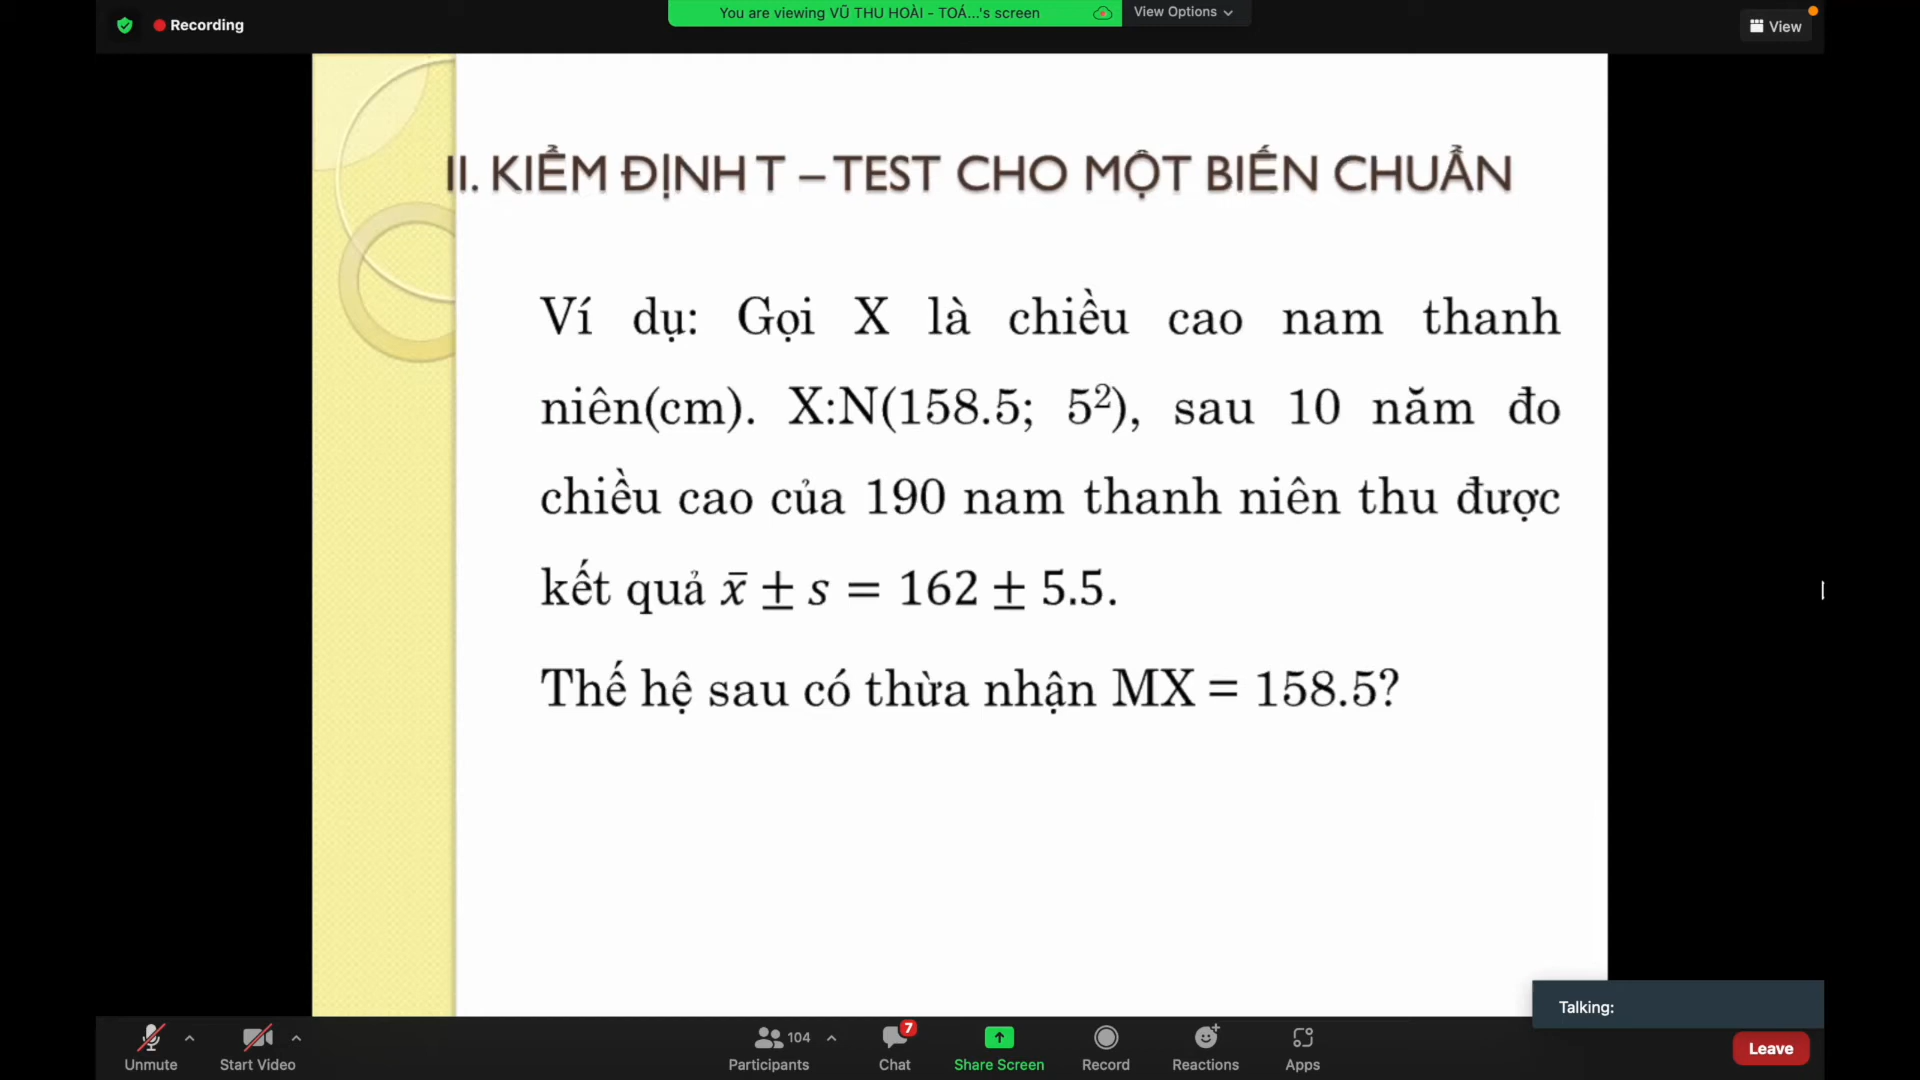 Recording
You are viewing VŨ THU HOÀI - TOÁ...'s screen
View Options
View
II. KIỂM ĐỊNH T – TEST CHO MỘT BIẾN CHUẨN
Ví dụ: Gọi X là chiều cao nam thanh
niên(cm). X:N(158.5; 5²), sau 10 năm đo
chiều cao của 190 nam thanh niên thu được
kết quả x̄ ± s = 162 ± 5.5.
Thế hệ sau có thừa nhận MX = 158.5?
Talking:
Unmute
Start Video
104
Participants
7
Chat
Share Screen
Record
Reactions
Apps
Leave